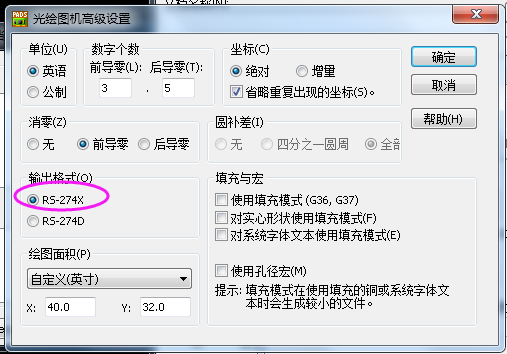 PADS
光绘图机高级设置
单位(U)
英语
公制
数字个数
前导零(L):
后导零(T):
3 . 5
坐标(C)
绝对
增量
省略重复出现的坐标(S)。
确定
取消
帮助(H)
消零(Z)
无
前导零
后导零
圆补差(I)
无
四分之一圆周
全部
输出格式(O)
RS-274X
RS-274D
填充与宏
使用填充模式(G36, G37)
对实心形状使用填充模式(F)
对系统字体文本使用填充模式(E)
使用孔径宏(M)
提示: 填充模式在使用填充的铜或系统字体文
本时会生成较小的文件。
绘图面积(P)
自定义(英寸)
X: 40.0
Y: 32.0